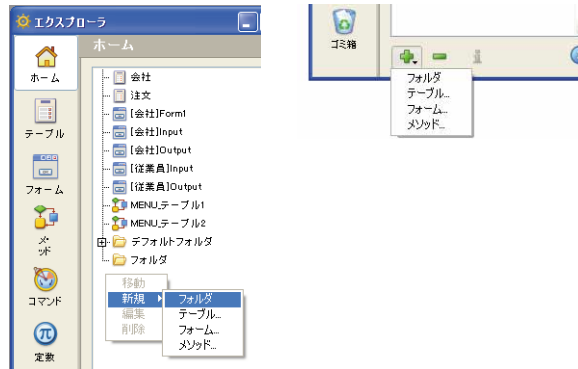 エクスプローラ
ホーム
ホーム
テーブル
フォーム
メソッド
コマンド
定数
会社
注文
[会社]Form1
[会社]Input
[会社]Output
[従業員]Input
[従業員]Output
MENU_テーブル1
MENU_テーブル2
デフォルトフォルダ
フォルダ
移動
新規
編集
削除
フォルダ
テーブル...
フォーム...
メソッド...
ゴミ箱
フォルダ
テーブル...
フォーム...
メソッド...